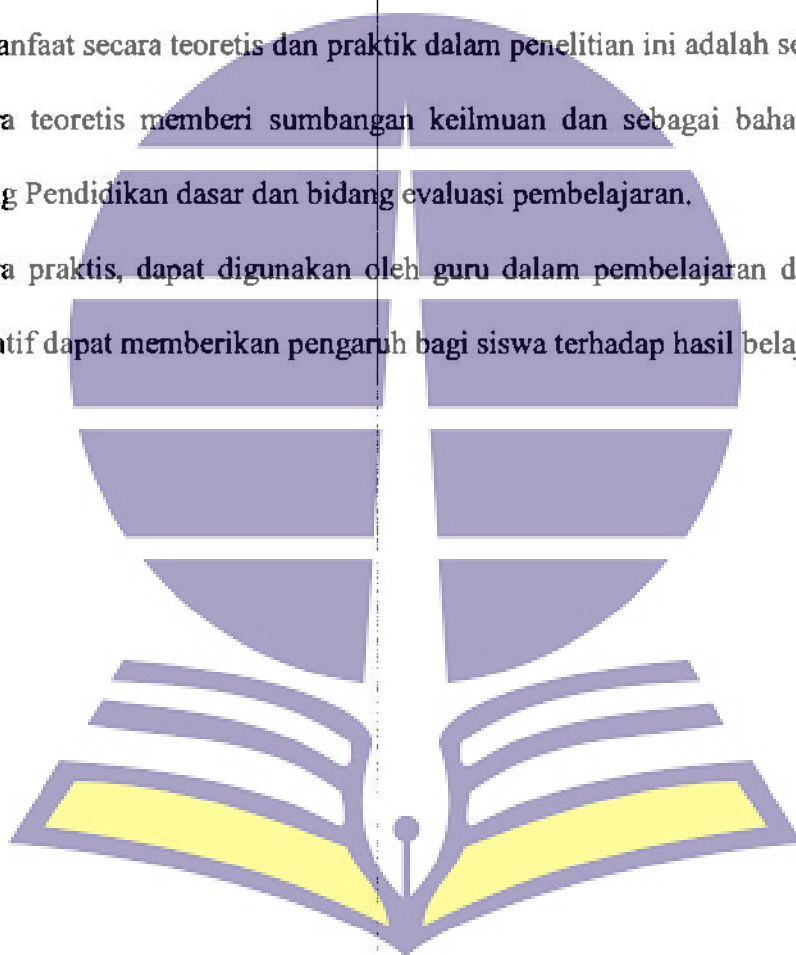 anfaat secara teoretis dan praktik dalam penelitian ini adalah se
a teoretis memberi sumbangan keilmuan dan sebagai baha
g Pendidikan dasar dan bidang evaluasi pembelajaran.
a praktis, dapat digunakan oleh guru dalam pembelajaran d
atif dapat memberikan pengaruh bagi siswa terhadap hasil bela